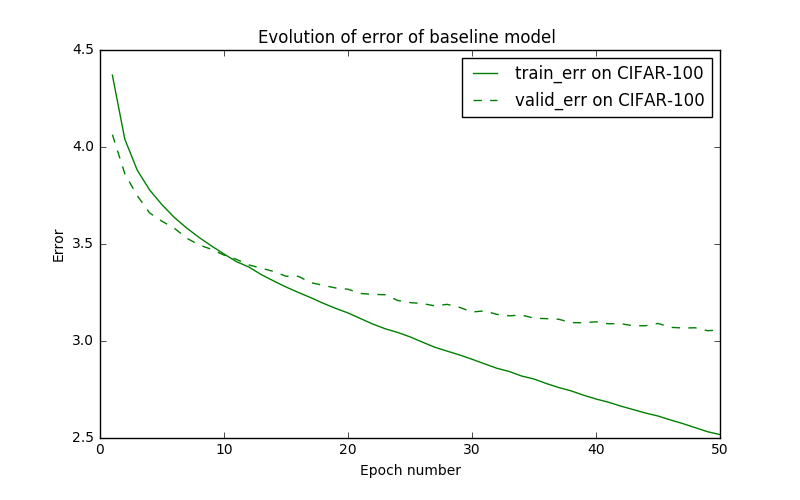 Evolution of error of baseline model
train_err on CIFAR-100
valid_err on CIFAR-100
Error
4.5
4.0
3.5
3.0
2.5
0
10
20
30
40
50
Epoch number